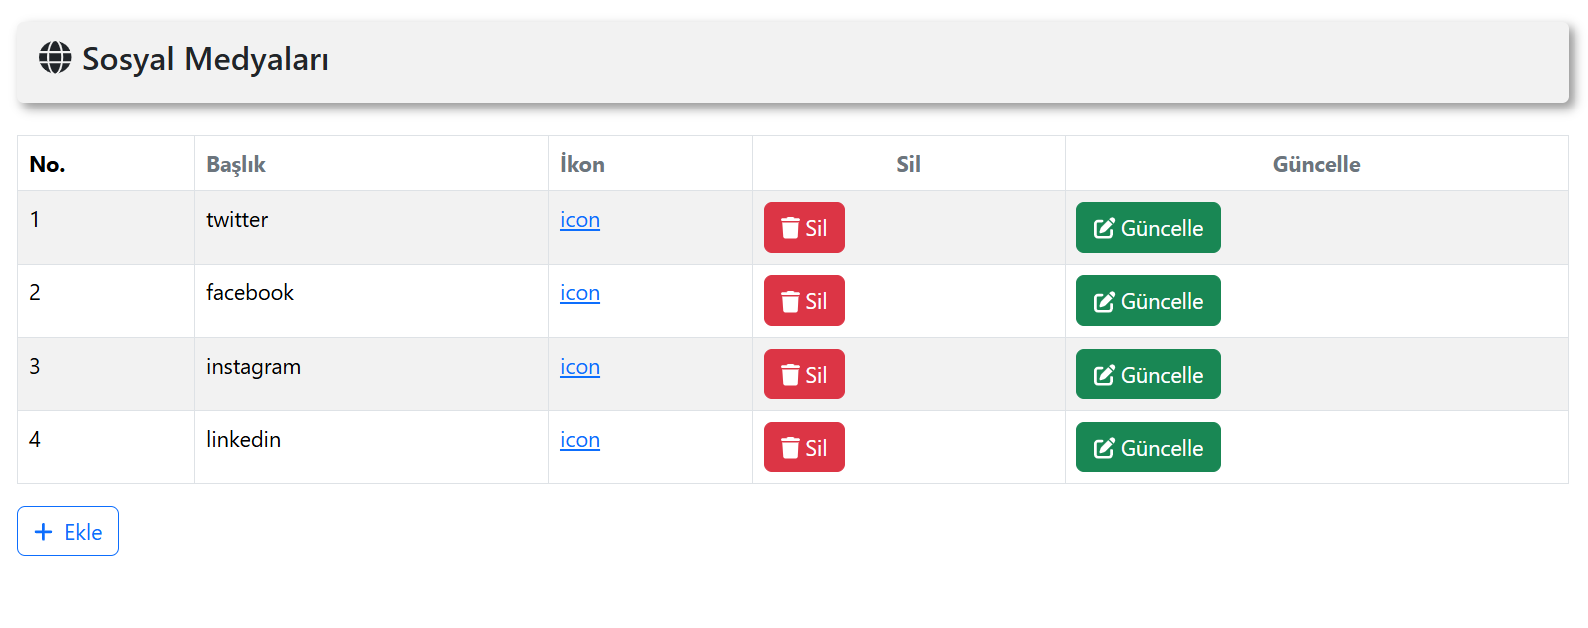 Sosyal Medyaları
No. Başlık İkon Sil Güncelle
1 twitter icon Sil Güncelle
2 facebook icon Sil Güncelle
3 instagram icon Sil Güncelle
4 linkedin icon Sil Güncelle
+ Ekle